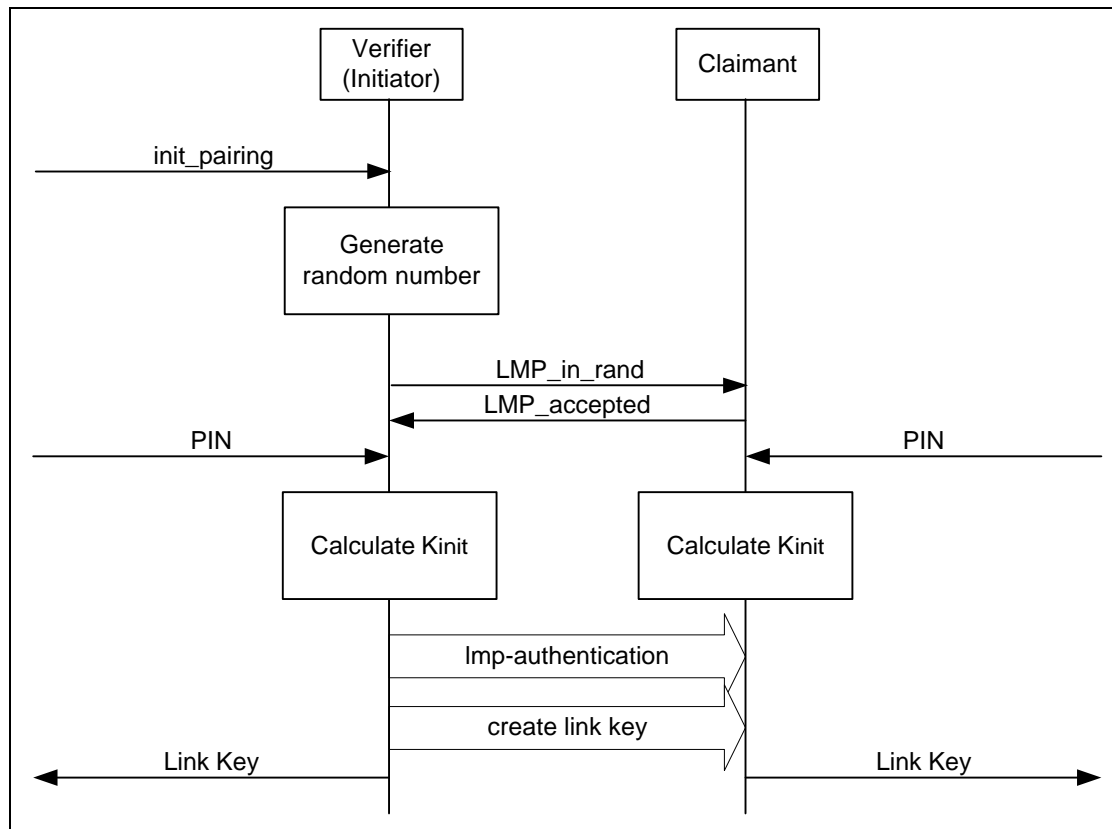 Verifier
(Initiator)
Claimant
init_pairing
Generate
random number
LMP_in_rand
LMP_accepted
PIN
PIN
Calculate Kinit
Calculate Kinit
lmp-authentication
create link key
Link Key
Link Key